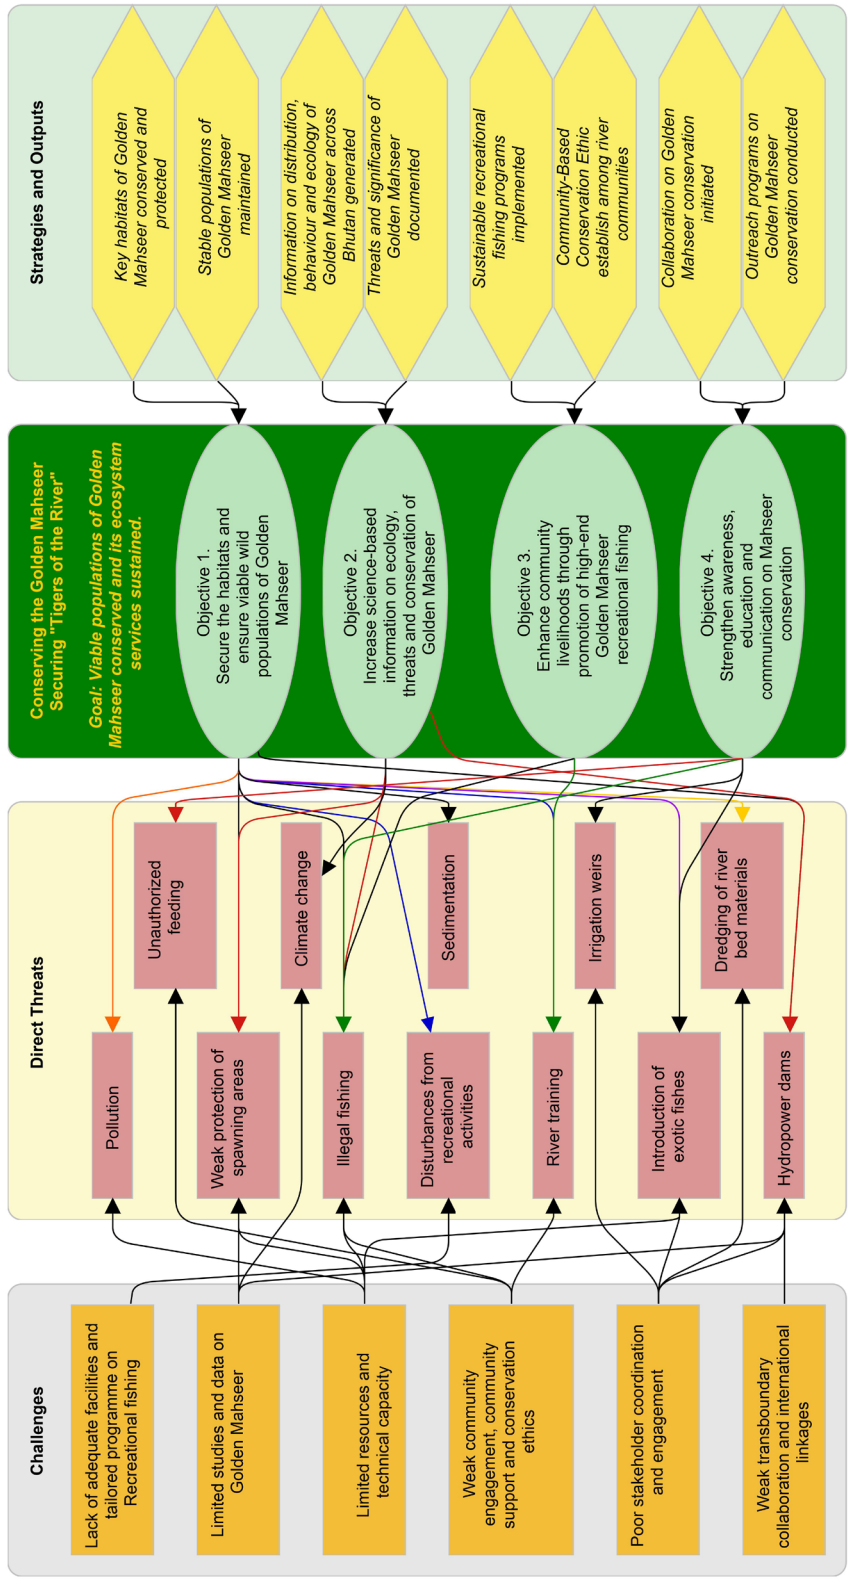 Challenges
Lack of adequate facilities and
tailored programme on
Recreational fishing
Limited studies and data on
Golden Mahseer
Limited resources and
technical capacity
Weak community
engagement, community
support and conservation
ethics
Poor stakeholder coordination
and engagement
Weak transboundary
collaboration and international
linkages
Direct Threats
Pollution
Weak protection of
spawning areas
Illegal fishing
Disturbances from
recreational
activities
River training
Introduction of
exotic fishes
Hydropower dams
Unauthorized
feeding
Climate change
Sedimentation
Irrigation weirs
Dredging of river
bed materials
Conserving the Golden Mahseer
Securing "Tigers of the River"
Goal: Viable populations of Golden
Mahseer conserved and its ecosystem
services sustained.
Objective 1.
Secure the habitats and
ensure viable wild
populations of Golden
Mahseer
Objective 2.
Increase science-based
information on ecology,
threats and conservation of
Golden Mahseer
Objective 3.
Enhance community
livelihoods through
promotion of high-end
Golden Mahseer
recreational fishing
Objective 4.
Strengthen awareness,
education and
communication on Mahseer
conservation
Strategies and Outputs
Key habitats of Golden
Mahseer conserved and
protected
Stable populations of
Golden Mahseer
maintained
Information on distribution,
behaviour and ecology of
Golden Mahseer across
Bhutan generated
Threats and significance of
Golden Mahseer
documented
Sustainable recreational
fishing programs
implemented
Community-Based
Conservation Ethic
establish among river
communities
Collaboration on Golden
Mahseer conservation
initiated
Outreach programs on
Golden Mahseer
conservation conducted